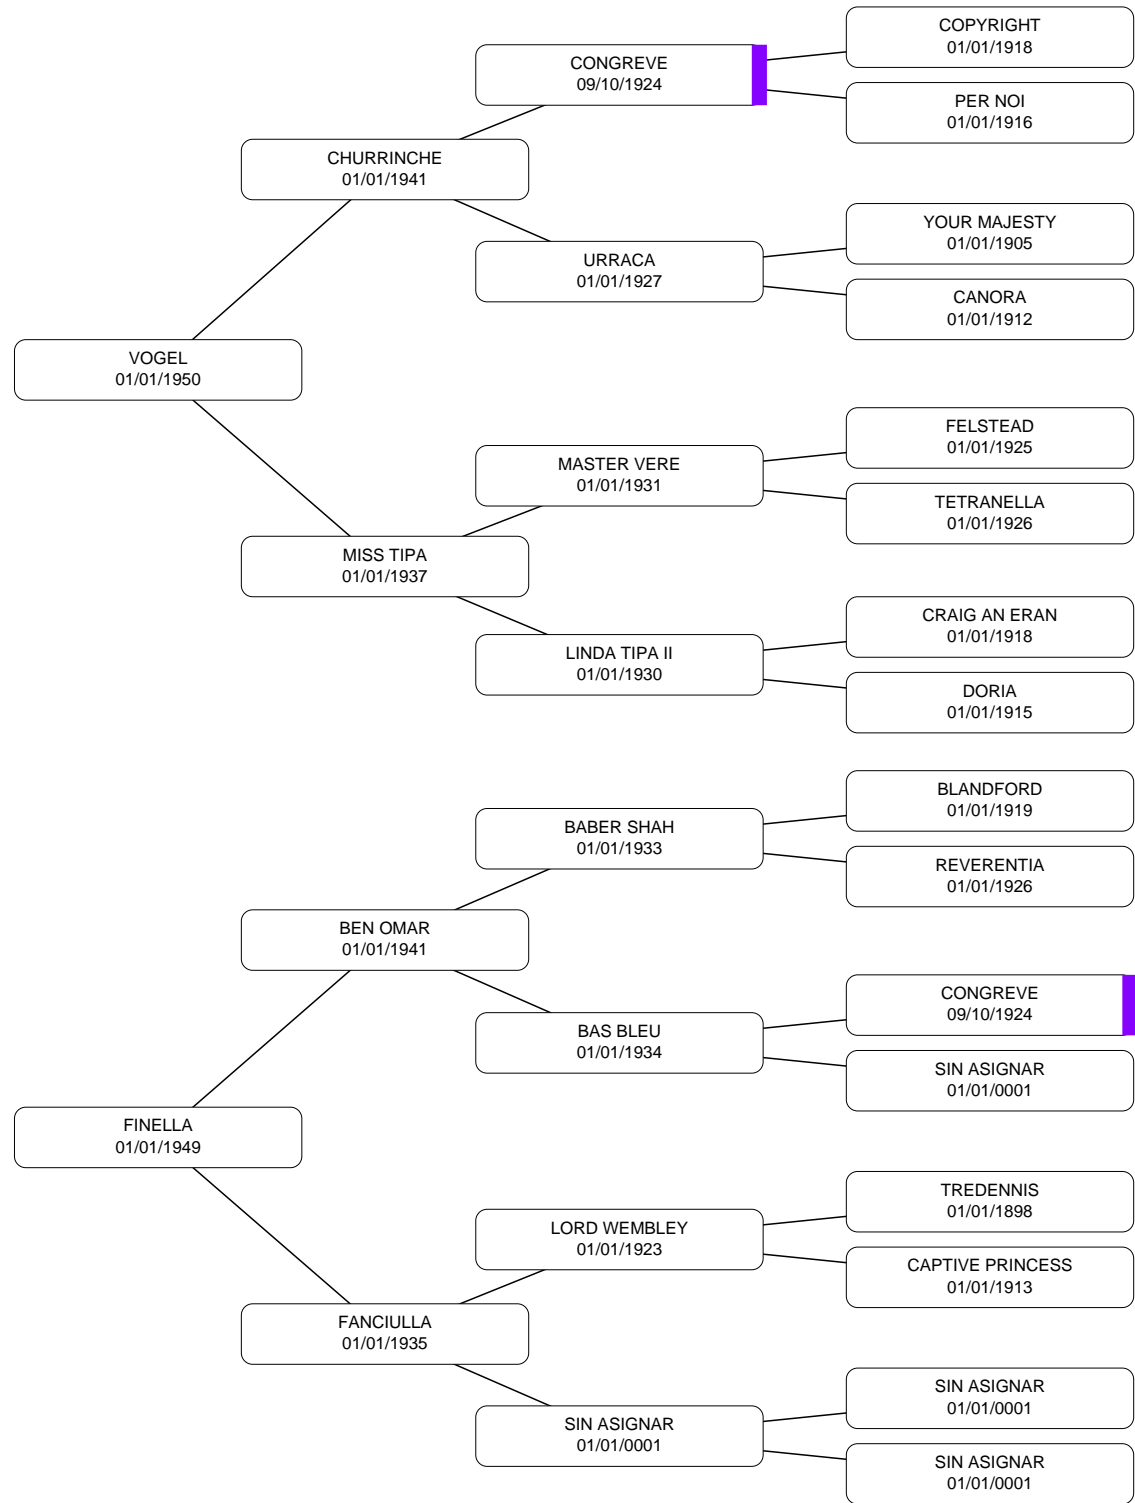 COPYRIGHT
01/01/1918
CONGREVE
09/10/1924
PER NOI
01/01/1916
CHURRINCHE
01/01/1941
YOUR MAJESTY
01/01/1905
URRACA
01/01/1927
CANORA
01/01/1912
VOGEL
01/01/1950
FELSTEAD
01/01/1925
MASTER VERE
01/01/1931
TETRANELLA
01/01/1926
MISS TIPA
01/01/1937
CRAIG AN ERAN
01/01/1918
LINDA TIPA II
01/01/1930
DORIA
01/01/1915
BLANDFORD
01/01/1919
BABER SHAH
01/01/1933
REVERENTIA
01/01/1926
BEN OMAR
01/01/1941
CONGREVE
09/10/1924
BAS BLEU
01/01/1934
SIN ASIGNAR
01/01/0001
FINELLA
01/01/1949
TREDENNIS
01/01/1898
LORD WEMBLEY
01/01/1923
CAPTIVE PRINCESS
01/01/1913
FANCIULLA
01/01/1935
SIN ASIGNAR
01/01/0001
SIN ASIGNAR
01/01/0001
SIN ASIGNAR
01/01/0001